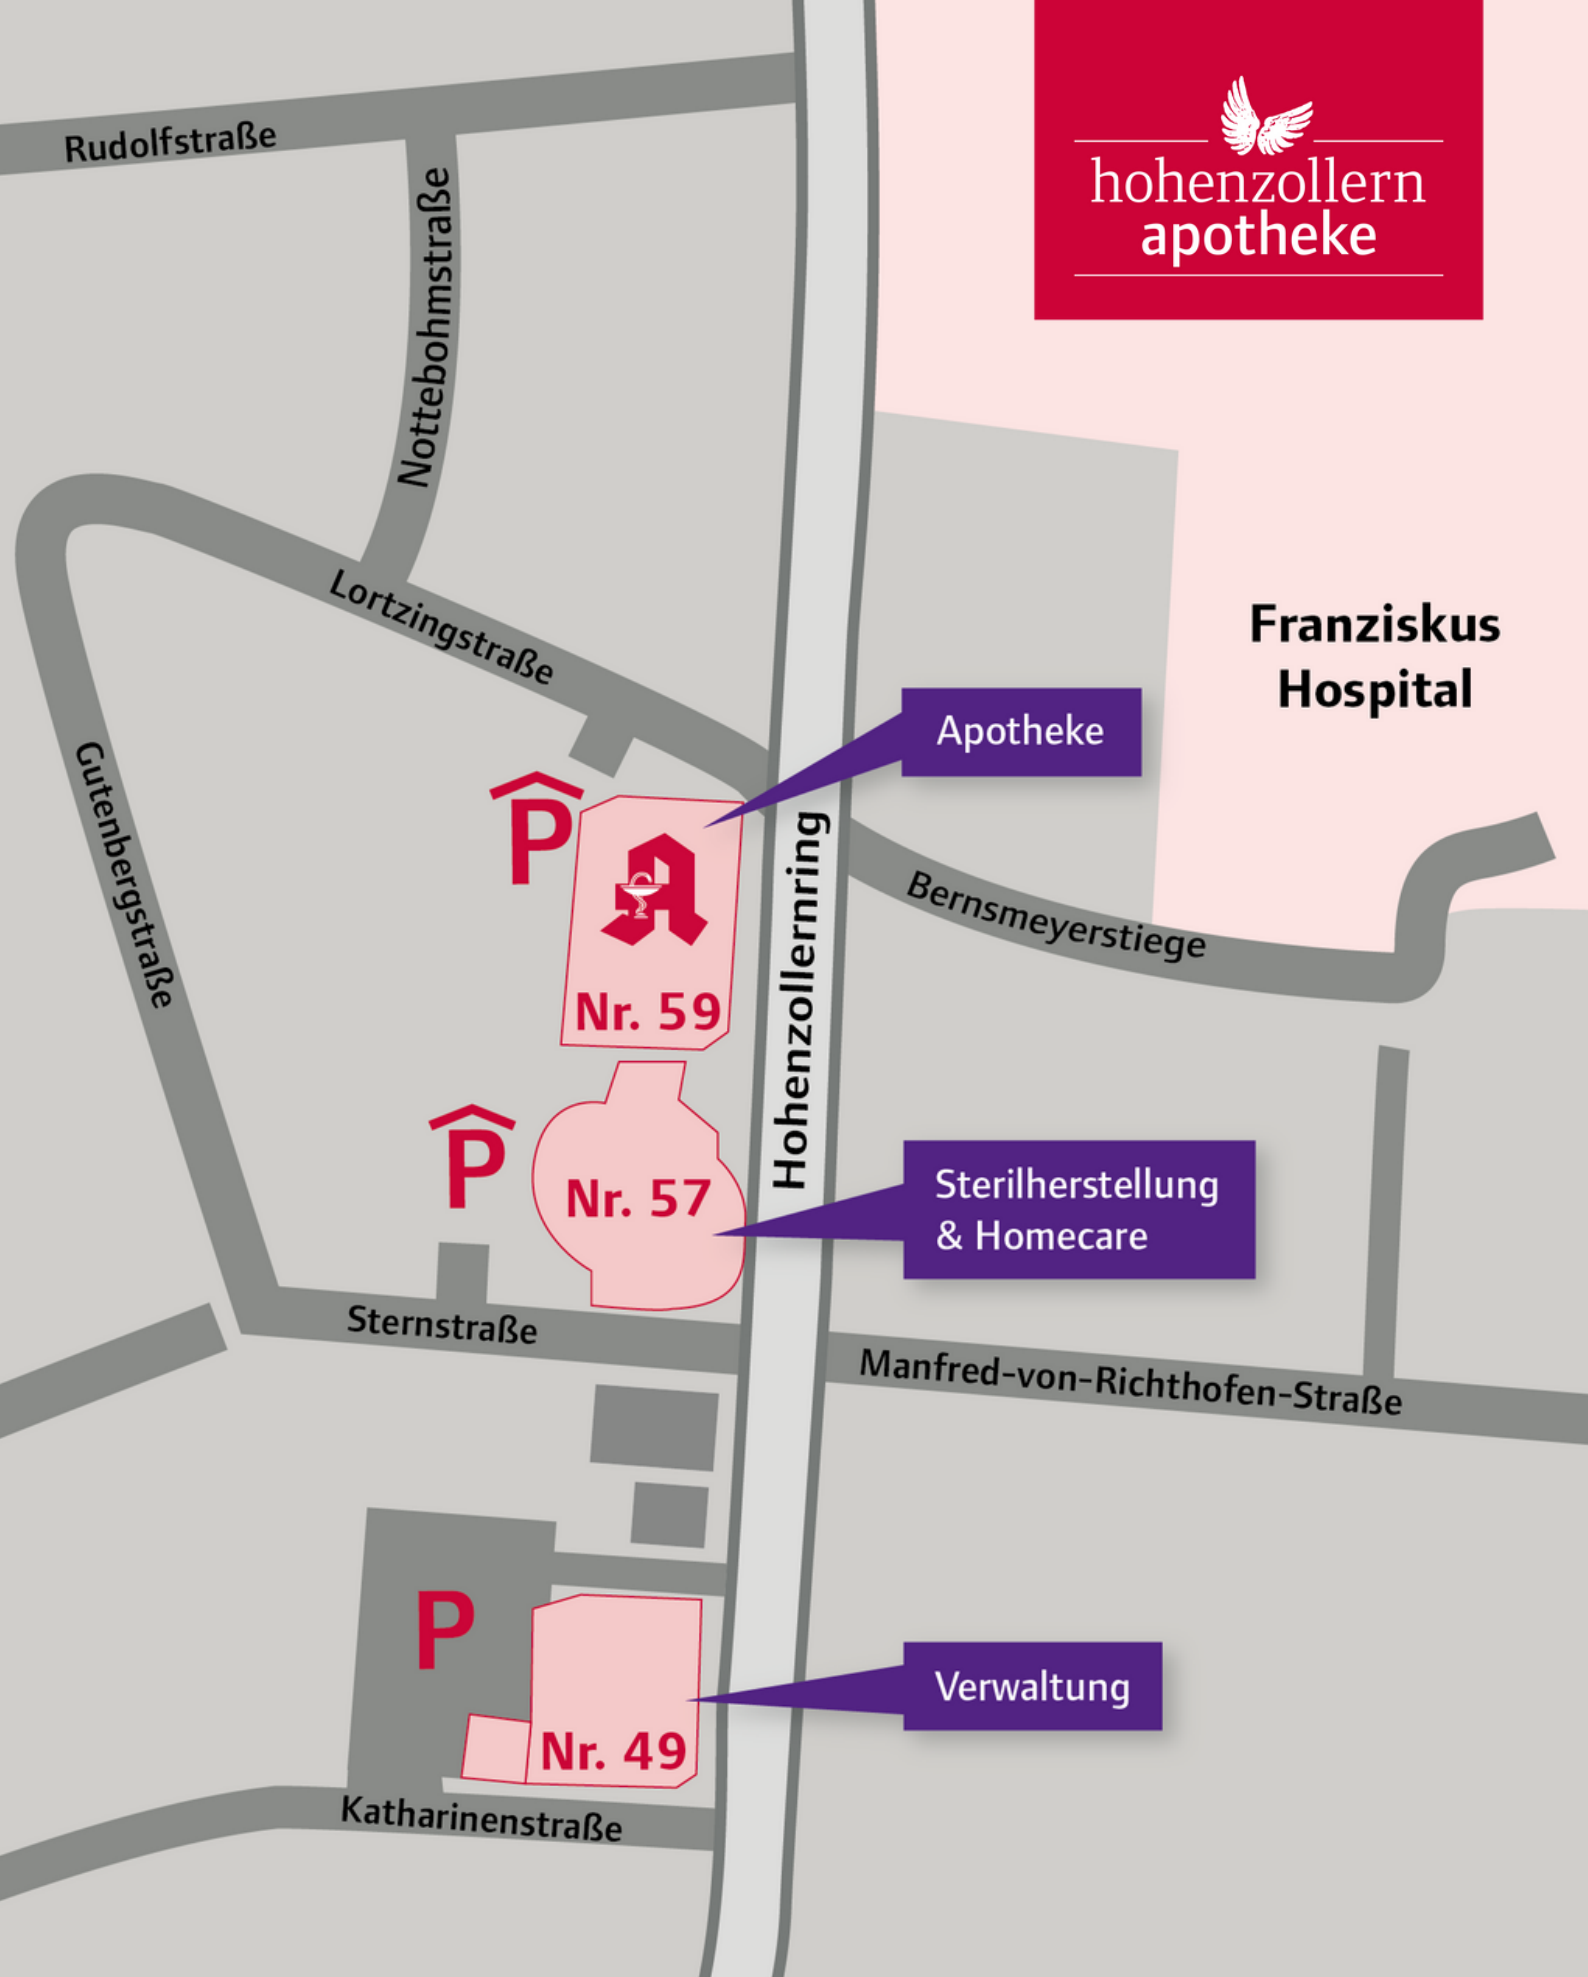 hohenzollern
apotheke
Rudolfstraße
Nottebohmstraße
Lortzingstraße
Gutenbergstraße
Franziskus
Hospital
Apotheke
P
Nr. 59
Hohenzollernring
Bernsmeyerstiege
P
Nr. 57
Sterilherstellung
& Homecare
Sternstraße
Manfred-von-Richthofen-Straße
P
Nr. 49
Verwaltung
Katharinenstraße